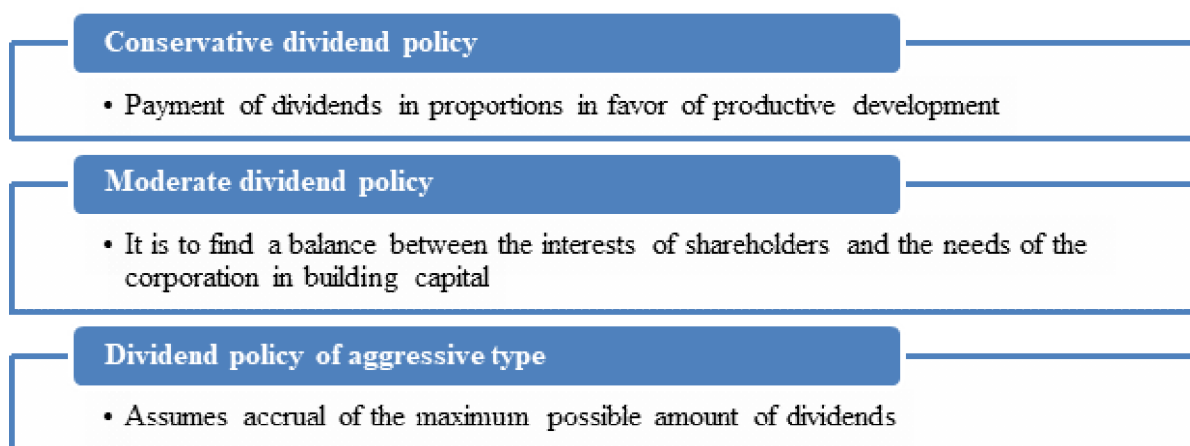 Conservative dividend policy
• Payment of dividends in proportions in favor of productive development
Moderate dividend policy
• It is to find a balance between the interests of shareholders and the needs of the
corporation in building capital
Dividend policy of aggressive type
• Assumes accrual of the maximum possible amount of dividends